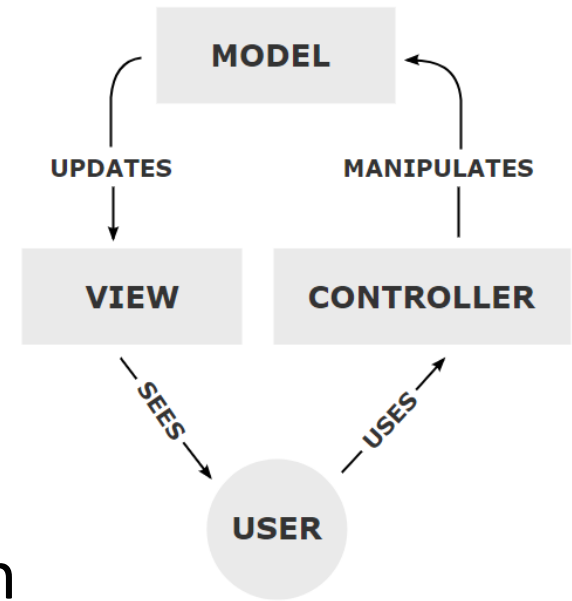 MODEL
UPDATES
MANIPULATES
VIEW
CONTROLLER
SEES
USES
USER
n